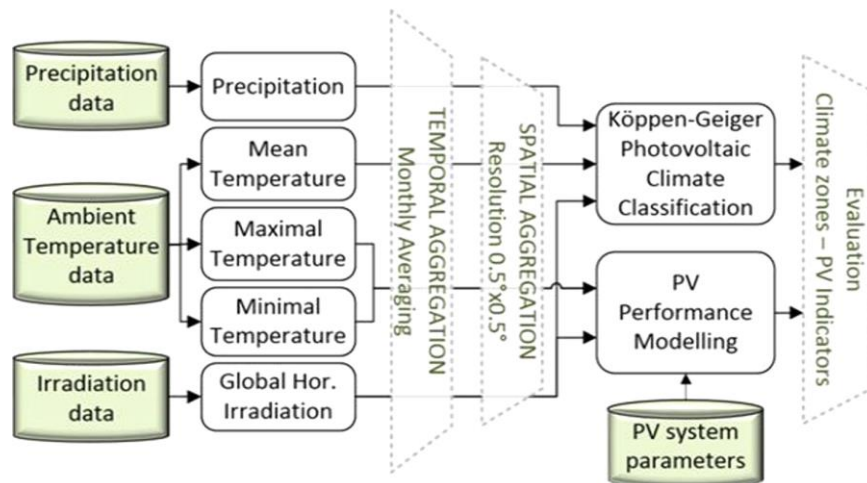 Precipitation
data
Precipitation
Mean
Temperature
Ambient
Temperature
data
Maximal
Temperature
Minimal
Temperature
Irradiation
data
Global Hor.
Irradiation
TEMPORAL AGGREGATION
Monthly Averaging
SPATIAL AGGREGATION
Resolution 0.5°x0.5°
Köppen-Geiger
Photovoltaic
Climate
Classification
PV
Performance
Modelling
PV system
parameters
Evaluation
Climate zones – PV Indicators